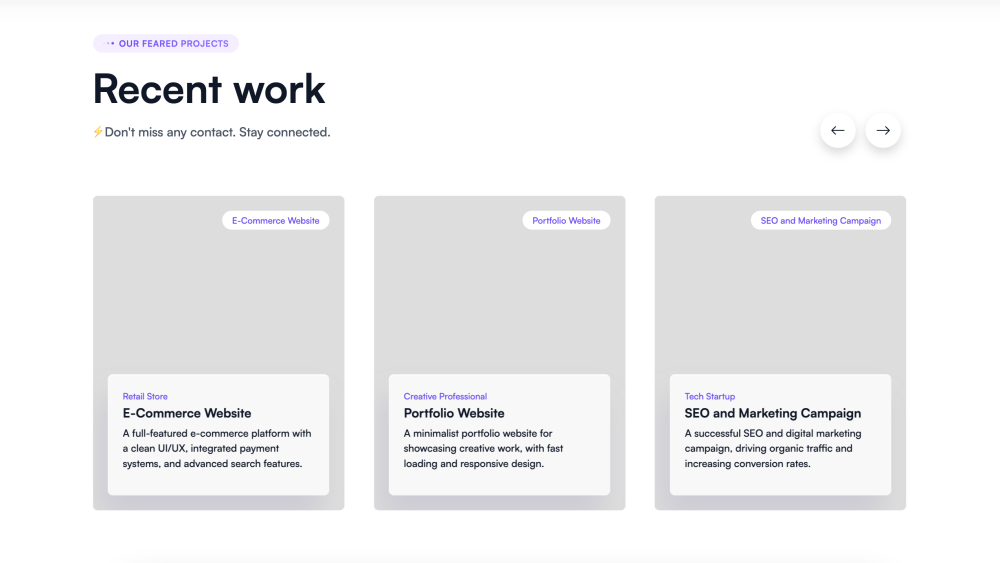 OUR FEARED PROJECTS
Recent work
⚡Don't miss any contact. Stay connected.
E-Commerce Website
Retail Store
E-Commerce Website
A full-featured e-commerce platform with
a clean UI/UX, integrated payment
systems, and advanced search features.
Portfolio Website
Creative Professional
Portfolio Website
A minimalist portfolio website for
showcasing creative work, with fast
loading and responsive design.
SEO and Marketing Campaign
Tech Startup
SEO and Marketing Campaign
A successful SEO and digital marketing
campaign, driving organic traffic and
increasing conversion rates.